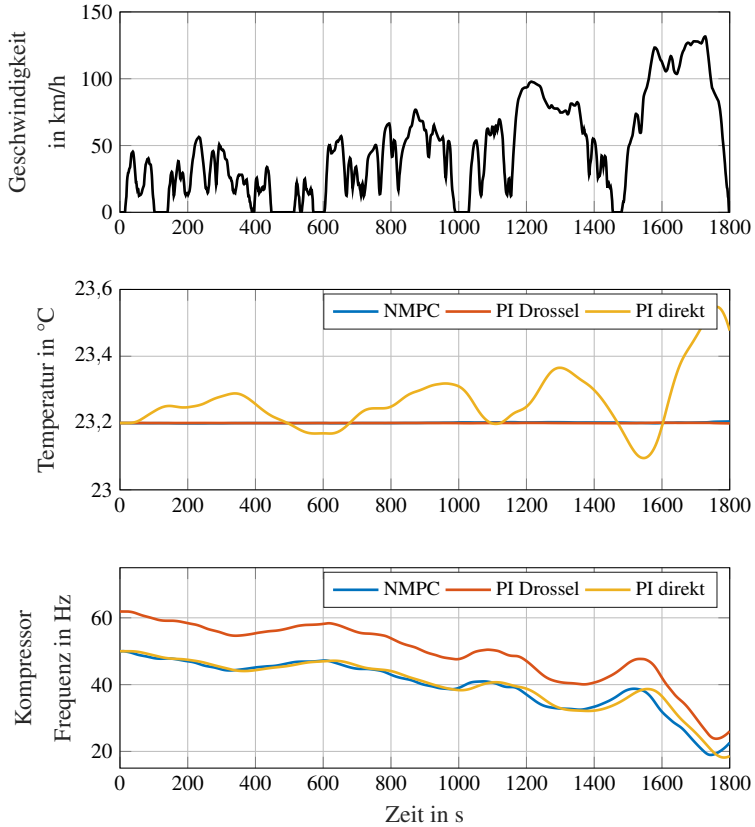 Geschwindigkeit
in km/h
150
100
50
0
0 200 400 600 800 1000 1200 1400 1600 1800
Temperatur in °C
23,6
23,4
23,2
23
NMPC PI Drossel PI direkt
0 200 400 600 800 1000 1200 1400 1600 1800
Kompressor
Frequenz in Hz
60
40
20
NMPC PI Drossel PI direkt
0 200 400 600 800 1000 1200 1400 1600 1800
Zeit in s